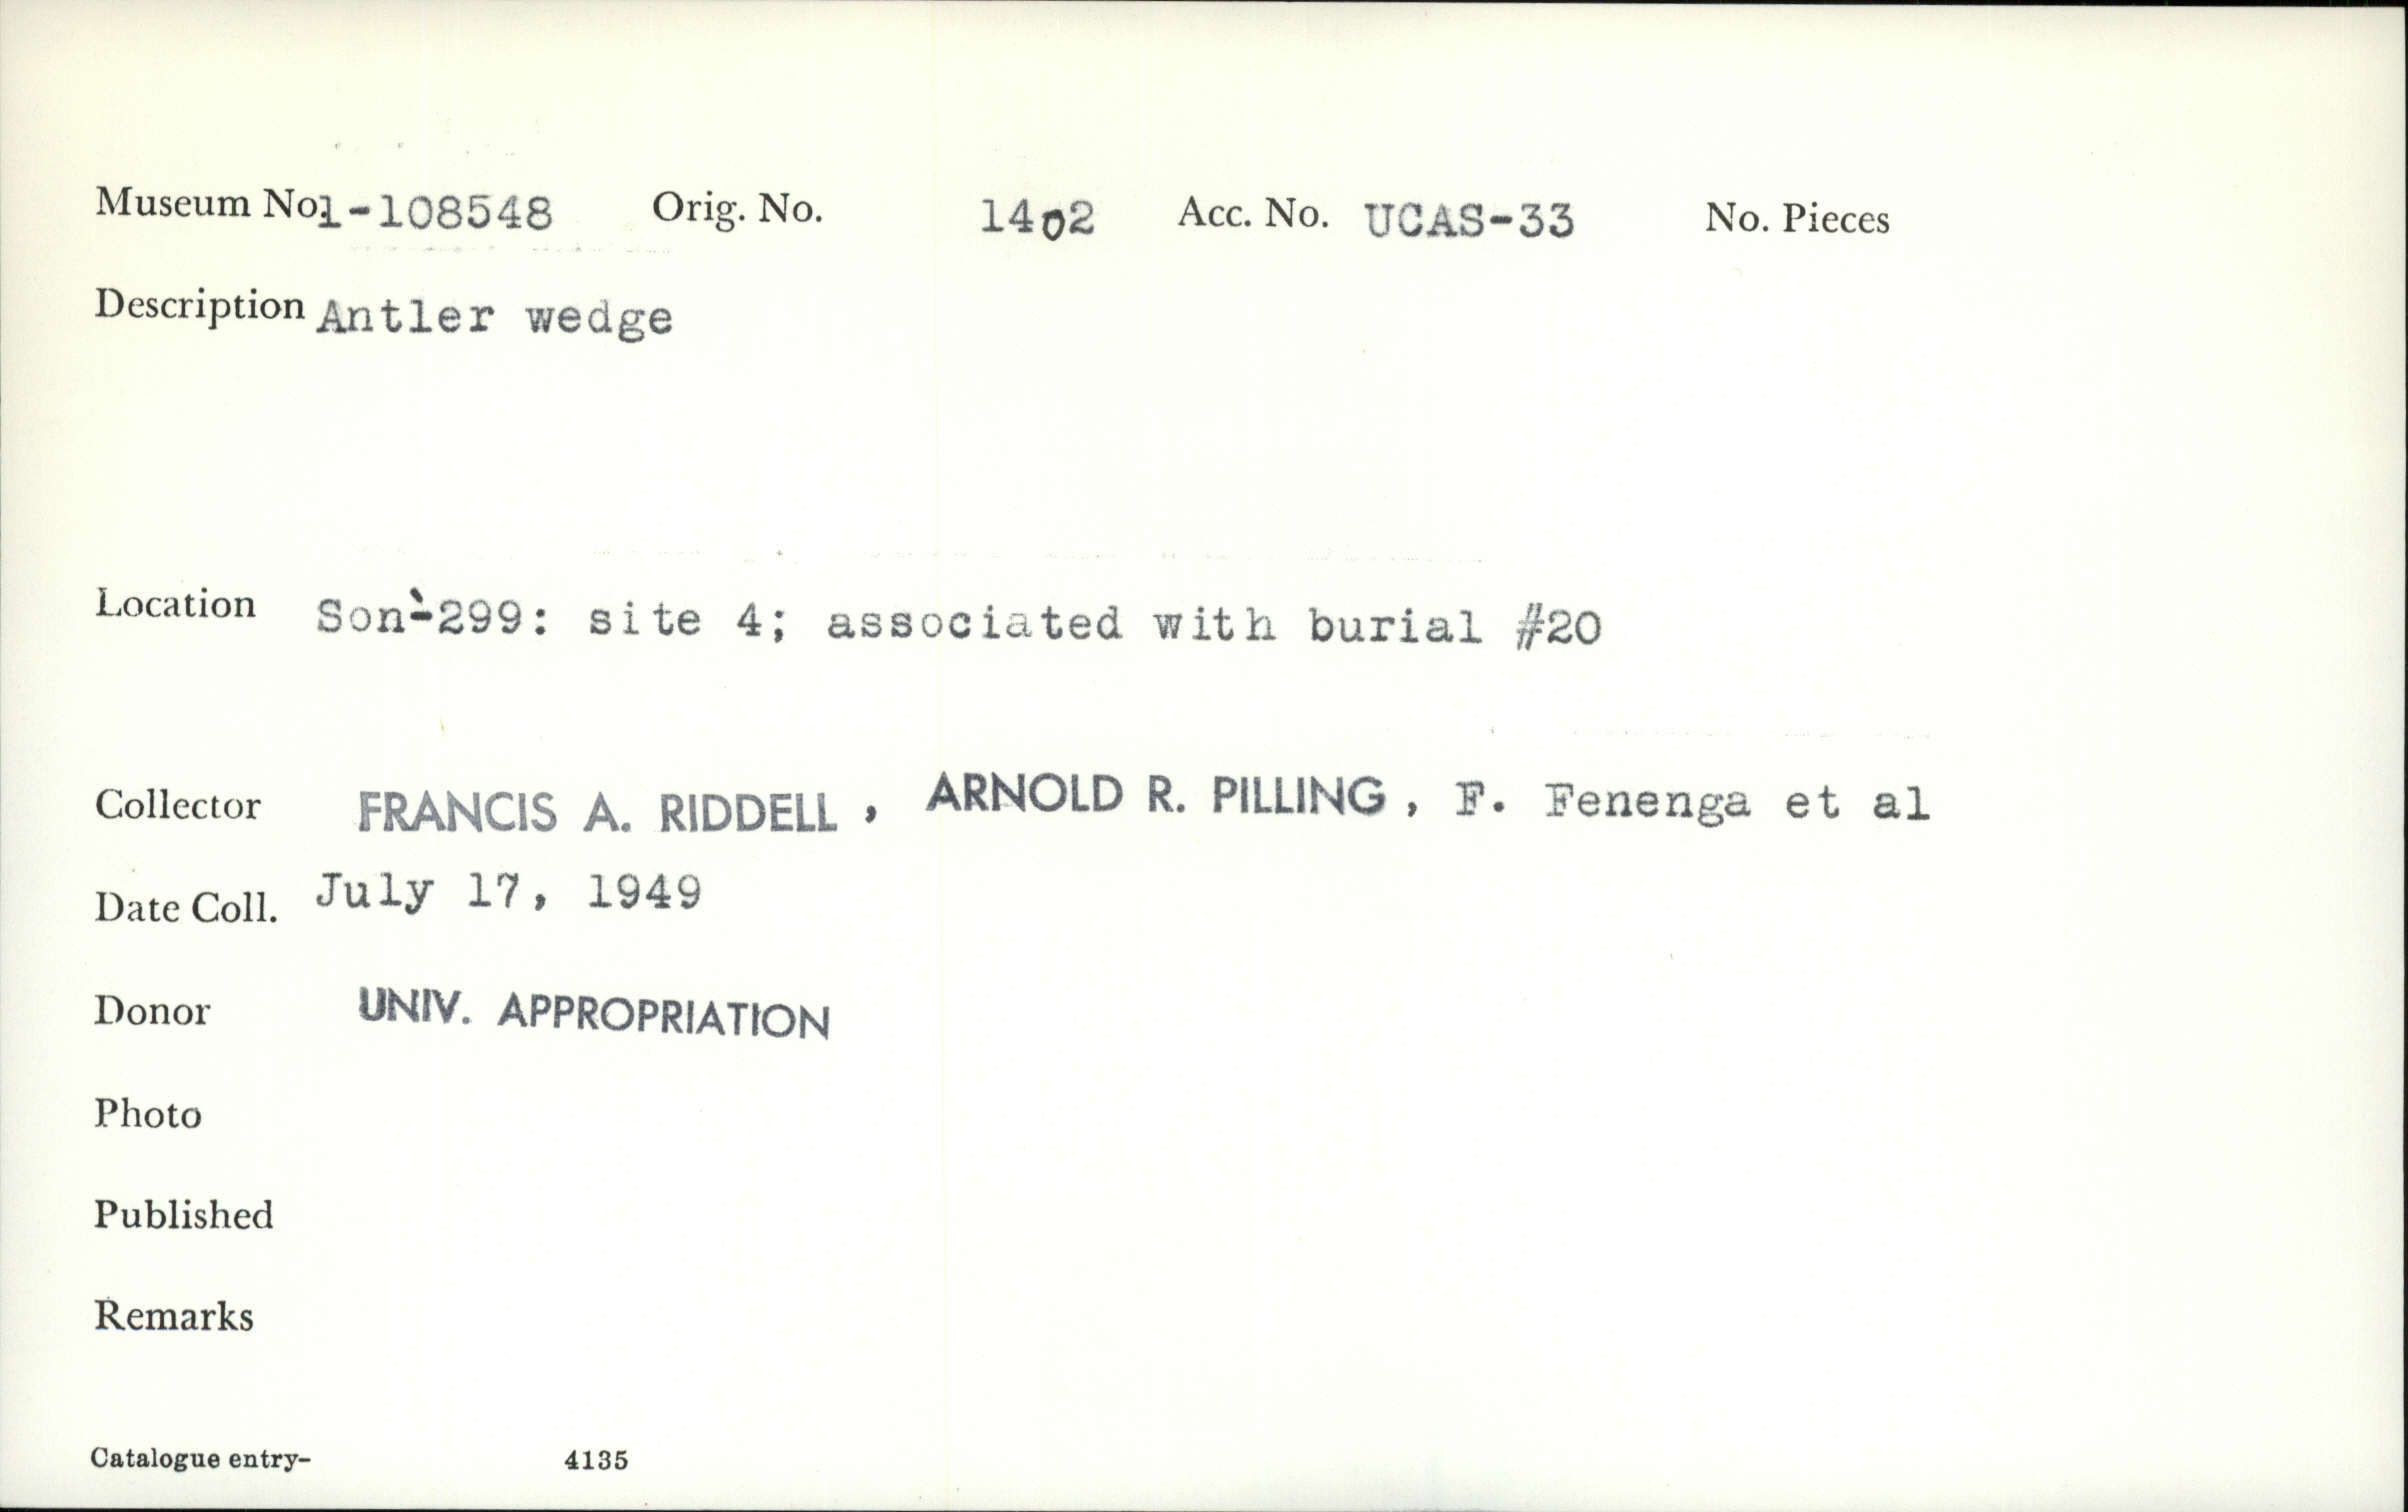 Museum No. 1-108548 Orig. No. 1402 Acc. No. UCAS-33 No. Pieces
Description Antler wedge
Location Son-299: site 4; associated with burial #20
Collector FRANCIS A. RIDDELL, ARNOLD R. PILLING, F. Fenenga et al
Date Coll. July 17, 1949
Donor UNIV. APPROPRIATION
Photo
Published
Remarks
Catalogue entry- 4135